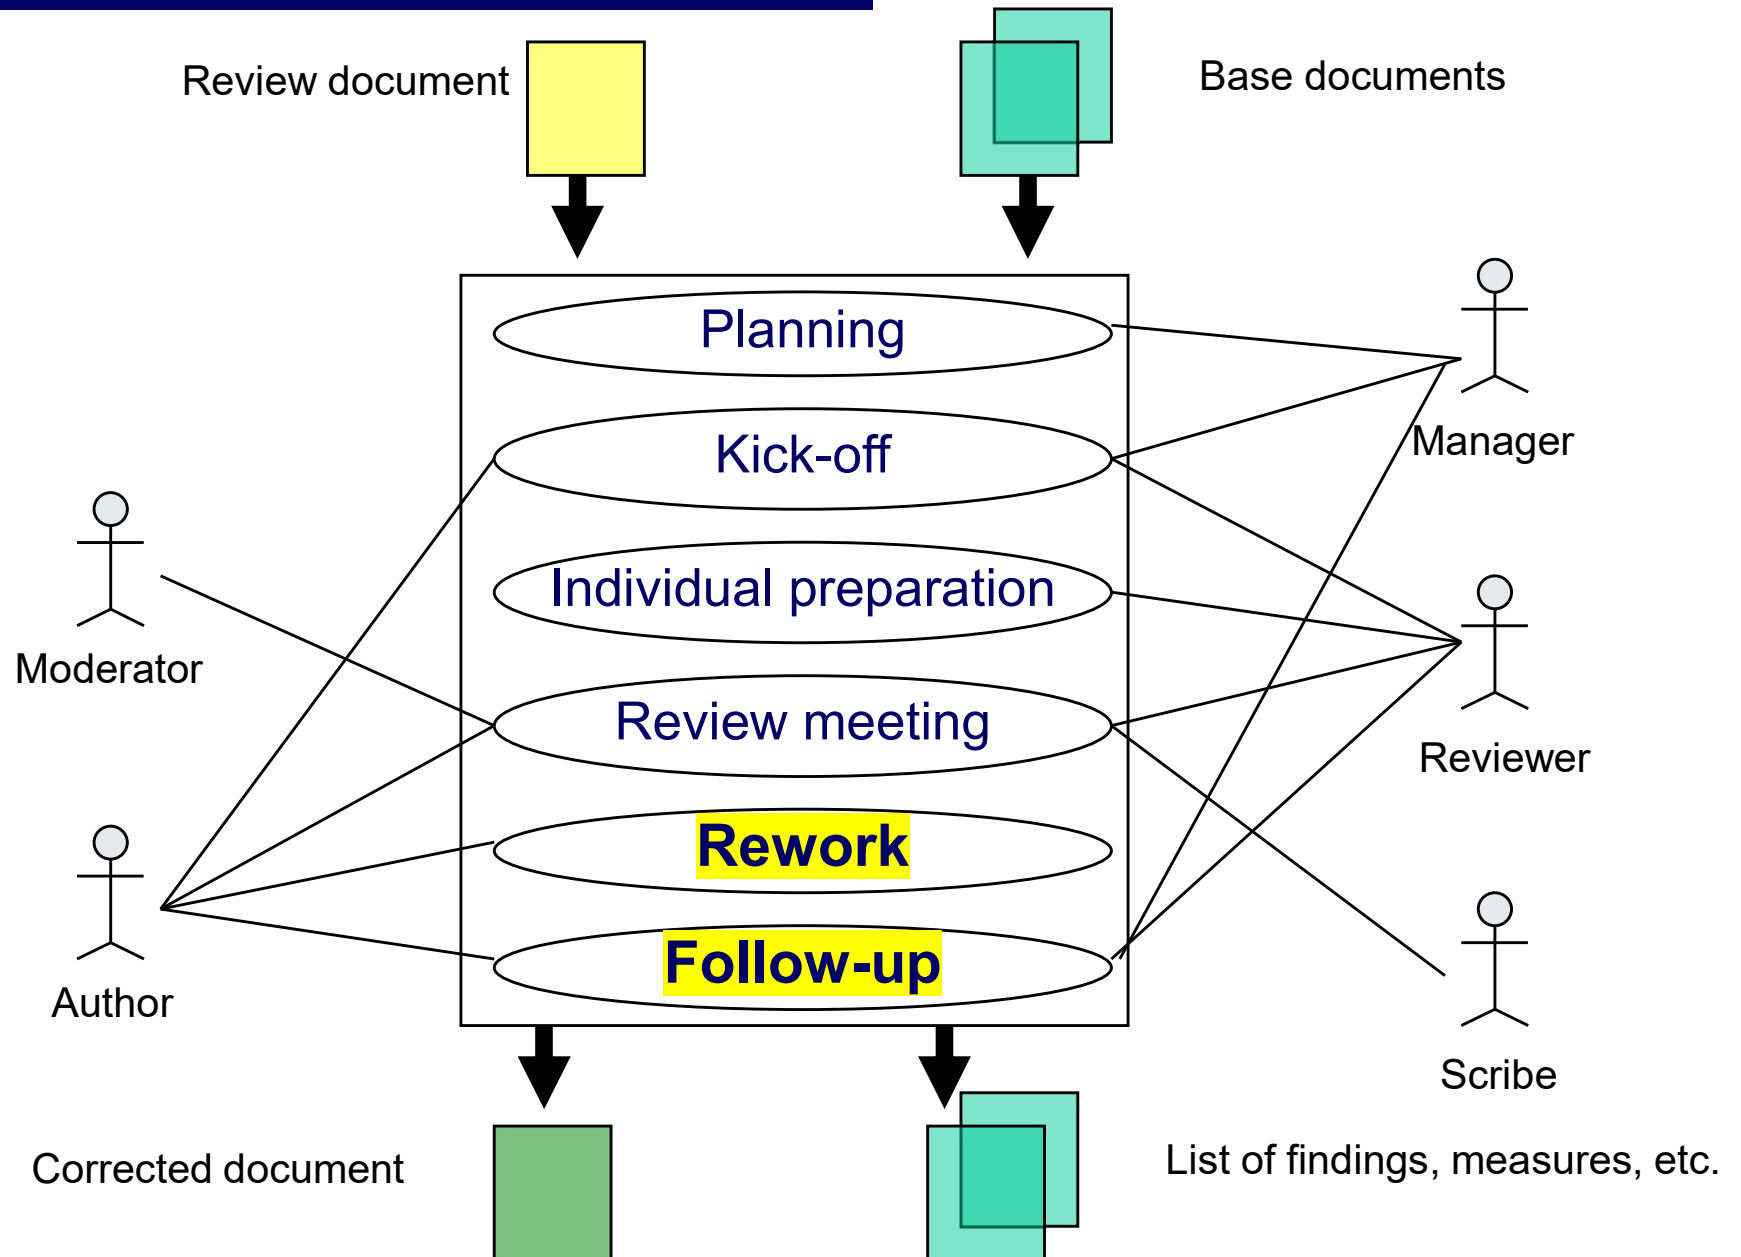 Review document
Base documents
Planning
Kick-off
Manager
Individual preparation
Moderator
Review meeting
Reviewer
Rework
Follow-up
Author
Scribe
Corrected document
List of findings, measures, etc.